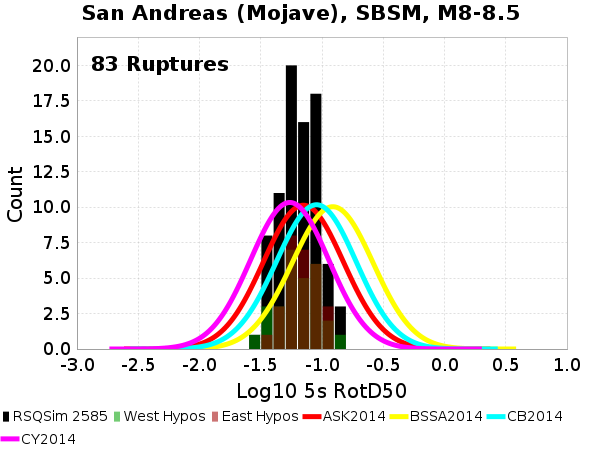 San Andreas (Mojave), SBSM, M8-8.5
83 Ruptures
Count
20.0
17.5
15.0
12.5
10.0
7.5
5.0
2.5
0.0
-3.0 -2.5 -2.0 -1.5 -1.0 -0.5 0.0 0.5 1.0
Log10 5s RotD50
RSQSim 2585 West Hypos East Hypos ASK2014 BSSA2014 CB2014
CY2014